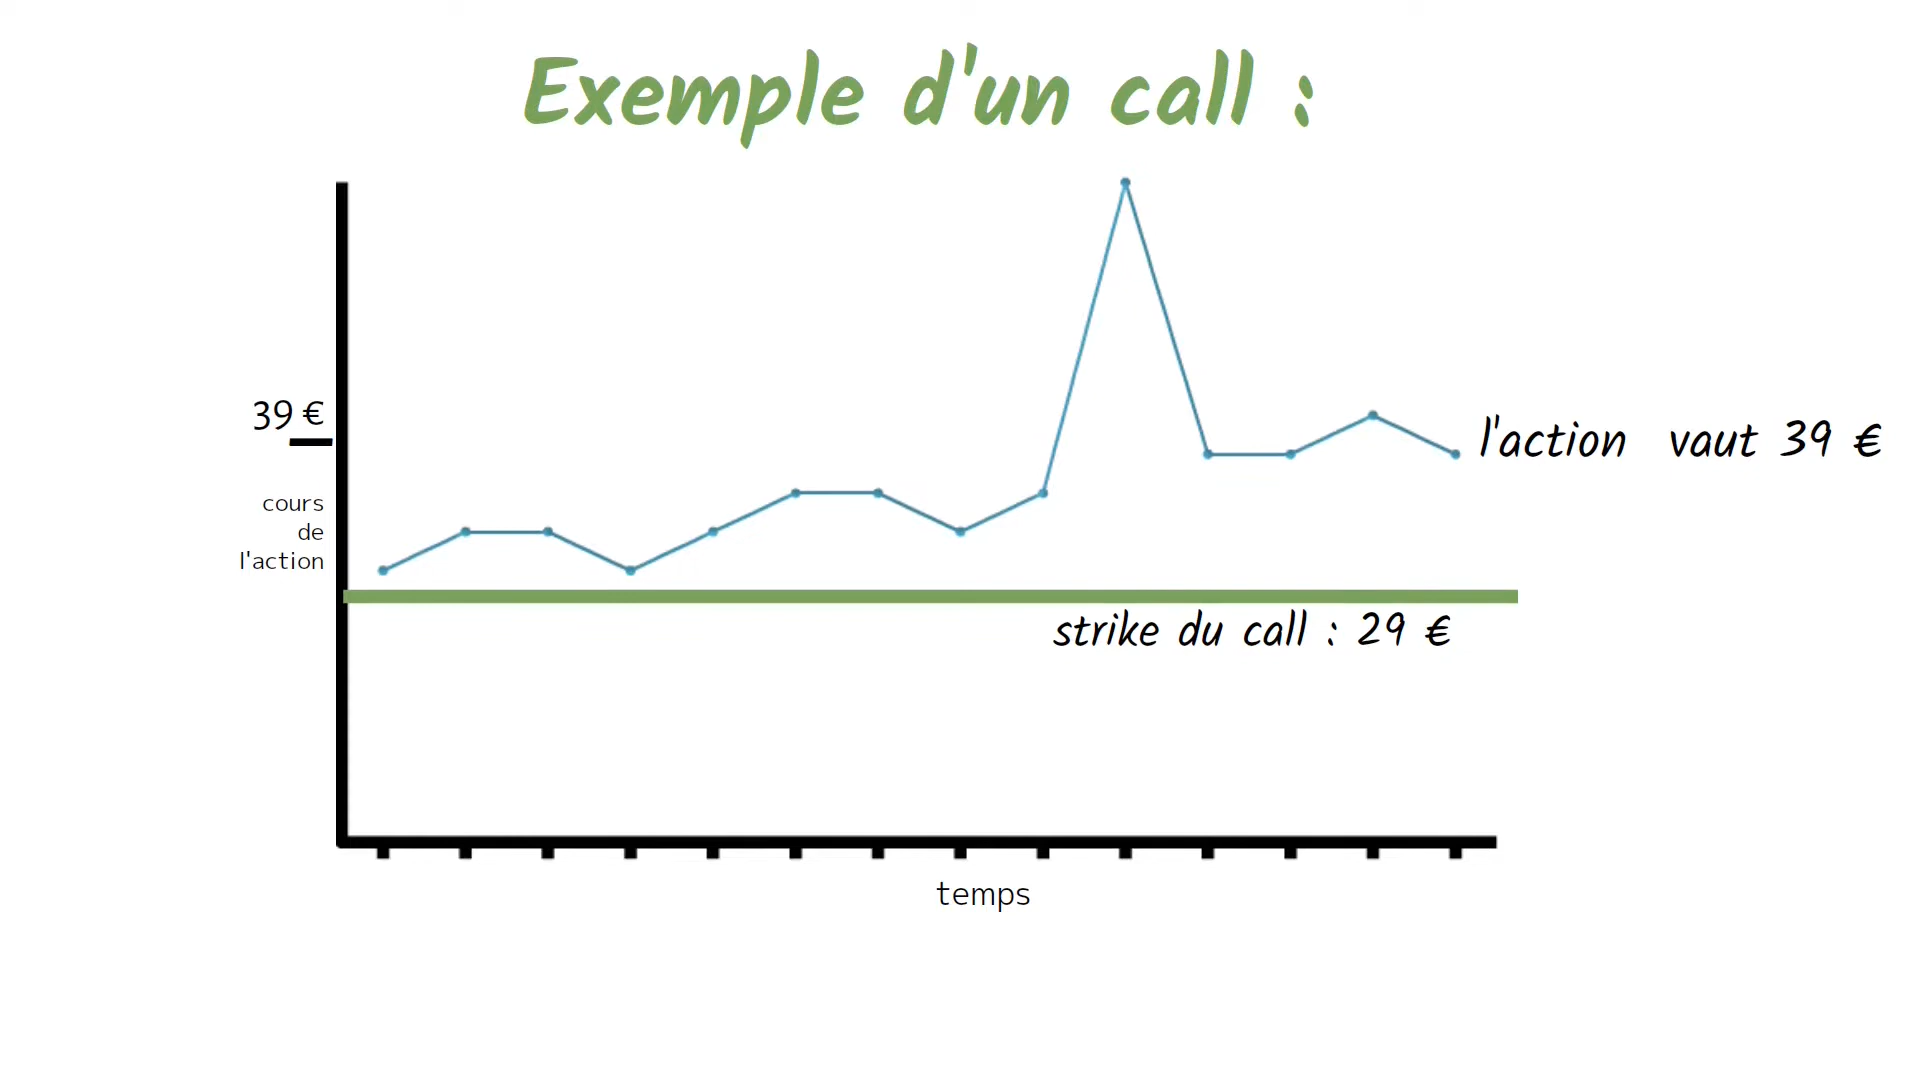 Exemple d'un call :
39 €
cours
de
l'action
l'action vaut 39 €
strike du call : 29 €
temps